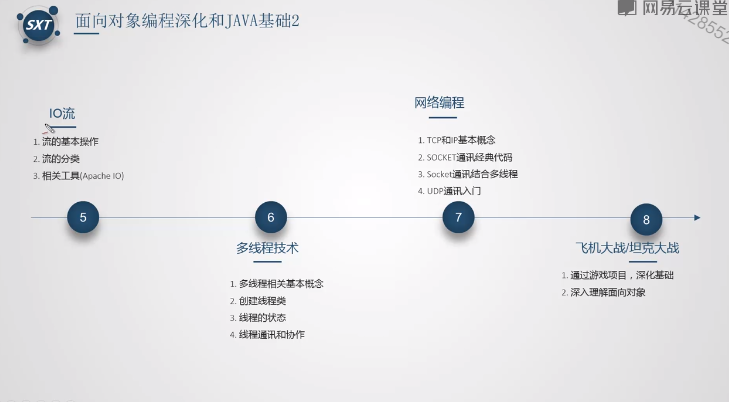 SXT
面向对象编程深化和JAVA基础2
网易云课堂
IO流
1. 流的基本操作
2. 流的分类
3. 相关工具(Apache IO)
网络编程
1. TCP和IP基本概念
2. SOCKET通讯经典代码
3. Socket通讯结合多线程
4. UDP通讯入门
5
6
7
8
多线程技术
1. 多线程相关基本概念
2. 创建线程类
3. 线程的状态
4. 线程通讯和协作
飞机大战/坦克大战
1. 通过游戏项目，深化基础
2. 深入理解面向对象